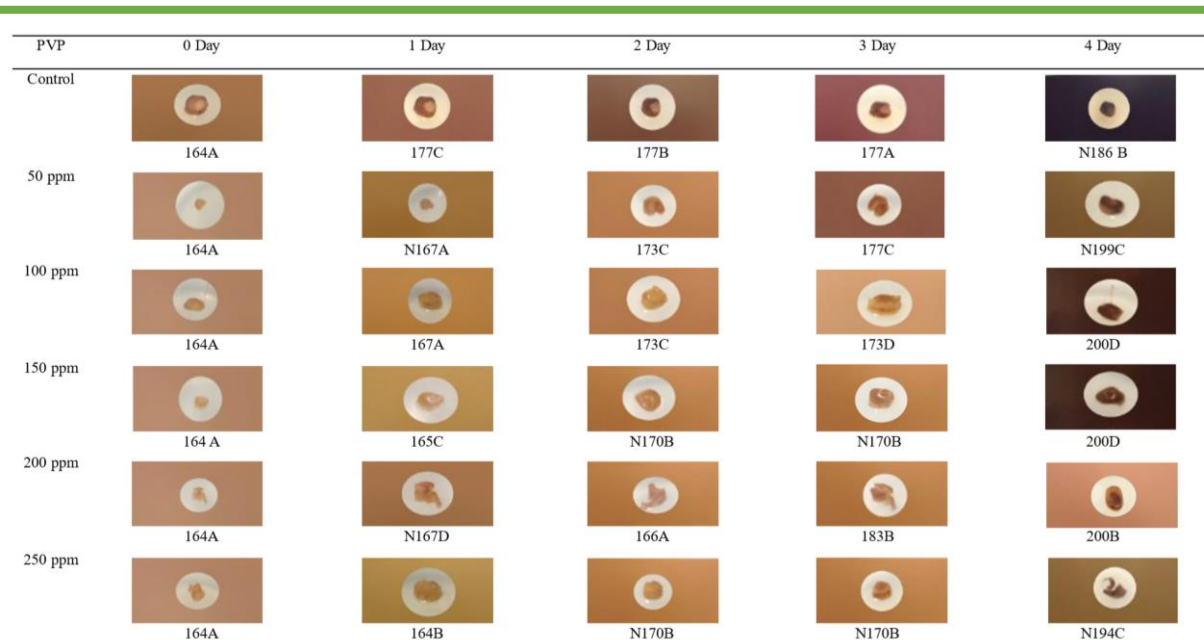 PVP 0 Day 1 Day 2 Day 3 Day 4 Day
Control
164A 177C 177B 177A N186 B
50 ppm
164A N167A 173C 177C N199C
100 ppm
164A 167A 173C 173D 200D
150 ppm
164 A 165C N170B N170B 200D
200 ppm
164A N167D 166A 183B 200B
250 ppm
164A 164B N170B N170B N194C